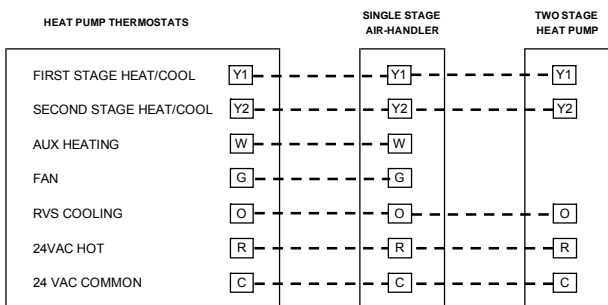 HEAT PUMP THERMOSTATS
SINGLE STAGE
AIR-HANDLER
TWO STAGE
HEAT PUMP
FIRST STAGE HEAT/COOL Y1 Y1 Y1
SECOND STAGE HEAT/COOL Y2 Y2 Y2
AUX HEATING W W
FAN G G
RVS COOLING O O O
24VAC HOT R R R
24 VAC COMMON C C C